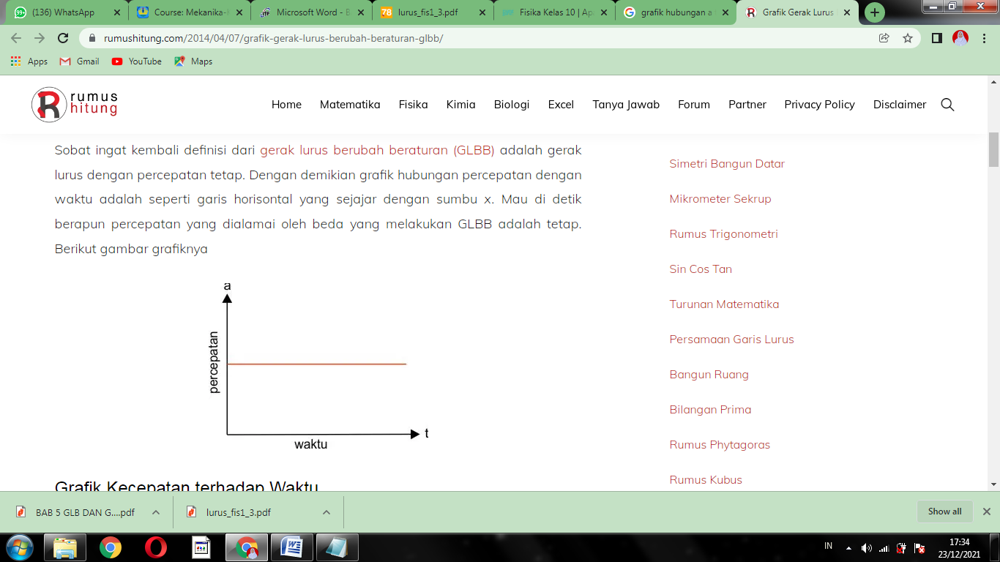 (136) WhatsApp
Course: Mekanika-
Microsoft Word - B
78
lurus_fis1_3.pdf
Fisika Kelas 10 | Ap
grafik hubungan a
Grafik Gerak Lurus
rumushitung.com/2014/04/07/grafik-gerak-lurus-berubah-beraturan-glbb/
Apps
Gmail
YouTube
Maps
rumus
hitung
Home
Matematika
Fisika
Kimia
Biologi
Excel
Tanya Jawab
Forum
Partner
Privacy Policy
Disclaimer
Sobat ingat kembali definisi dari gerak lurus berubah beraturan (GLBB) adalah gerak
lurus dengan percepatan tetap. Dengan demikian grafik hubungan percepatan dengan
waktu adalah seperti garis horisontal yang sejajar dengan sumbu x. Mau di detik
berapun percepatan yang dialamai oleh beda yang melakukan GLBB adalah tetap.
Berikut gambar grafiknya
a
percepatan
t
waktu
Grafik Kecepatan terhadap Waktu
Simetri Bangun Datar
Mikrometer Sekrup
Rumus Trigonometri
Sin Cos Tan
Turunan Matematika
Persamaan Garis Lurus
Bangun Ruang
Bilangan Prima
Rumus Phytagoras
Rumus Kubus
BAB 5 GLB DAN G....pdf
lurus_fis1_3.pdf
Show all
IN
17:34
23/12/2021